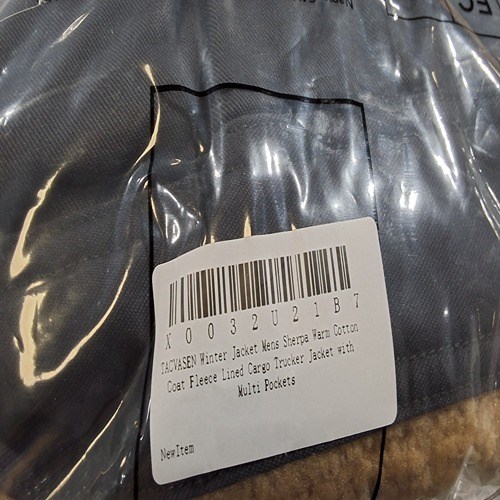 X0032U21B7
TACVASEN Winter Jacket Mens Sherpa Warm Cotton
Coat Fleece Lined Cargo Trucker Jacket with
Multi Pockets
NewItem